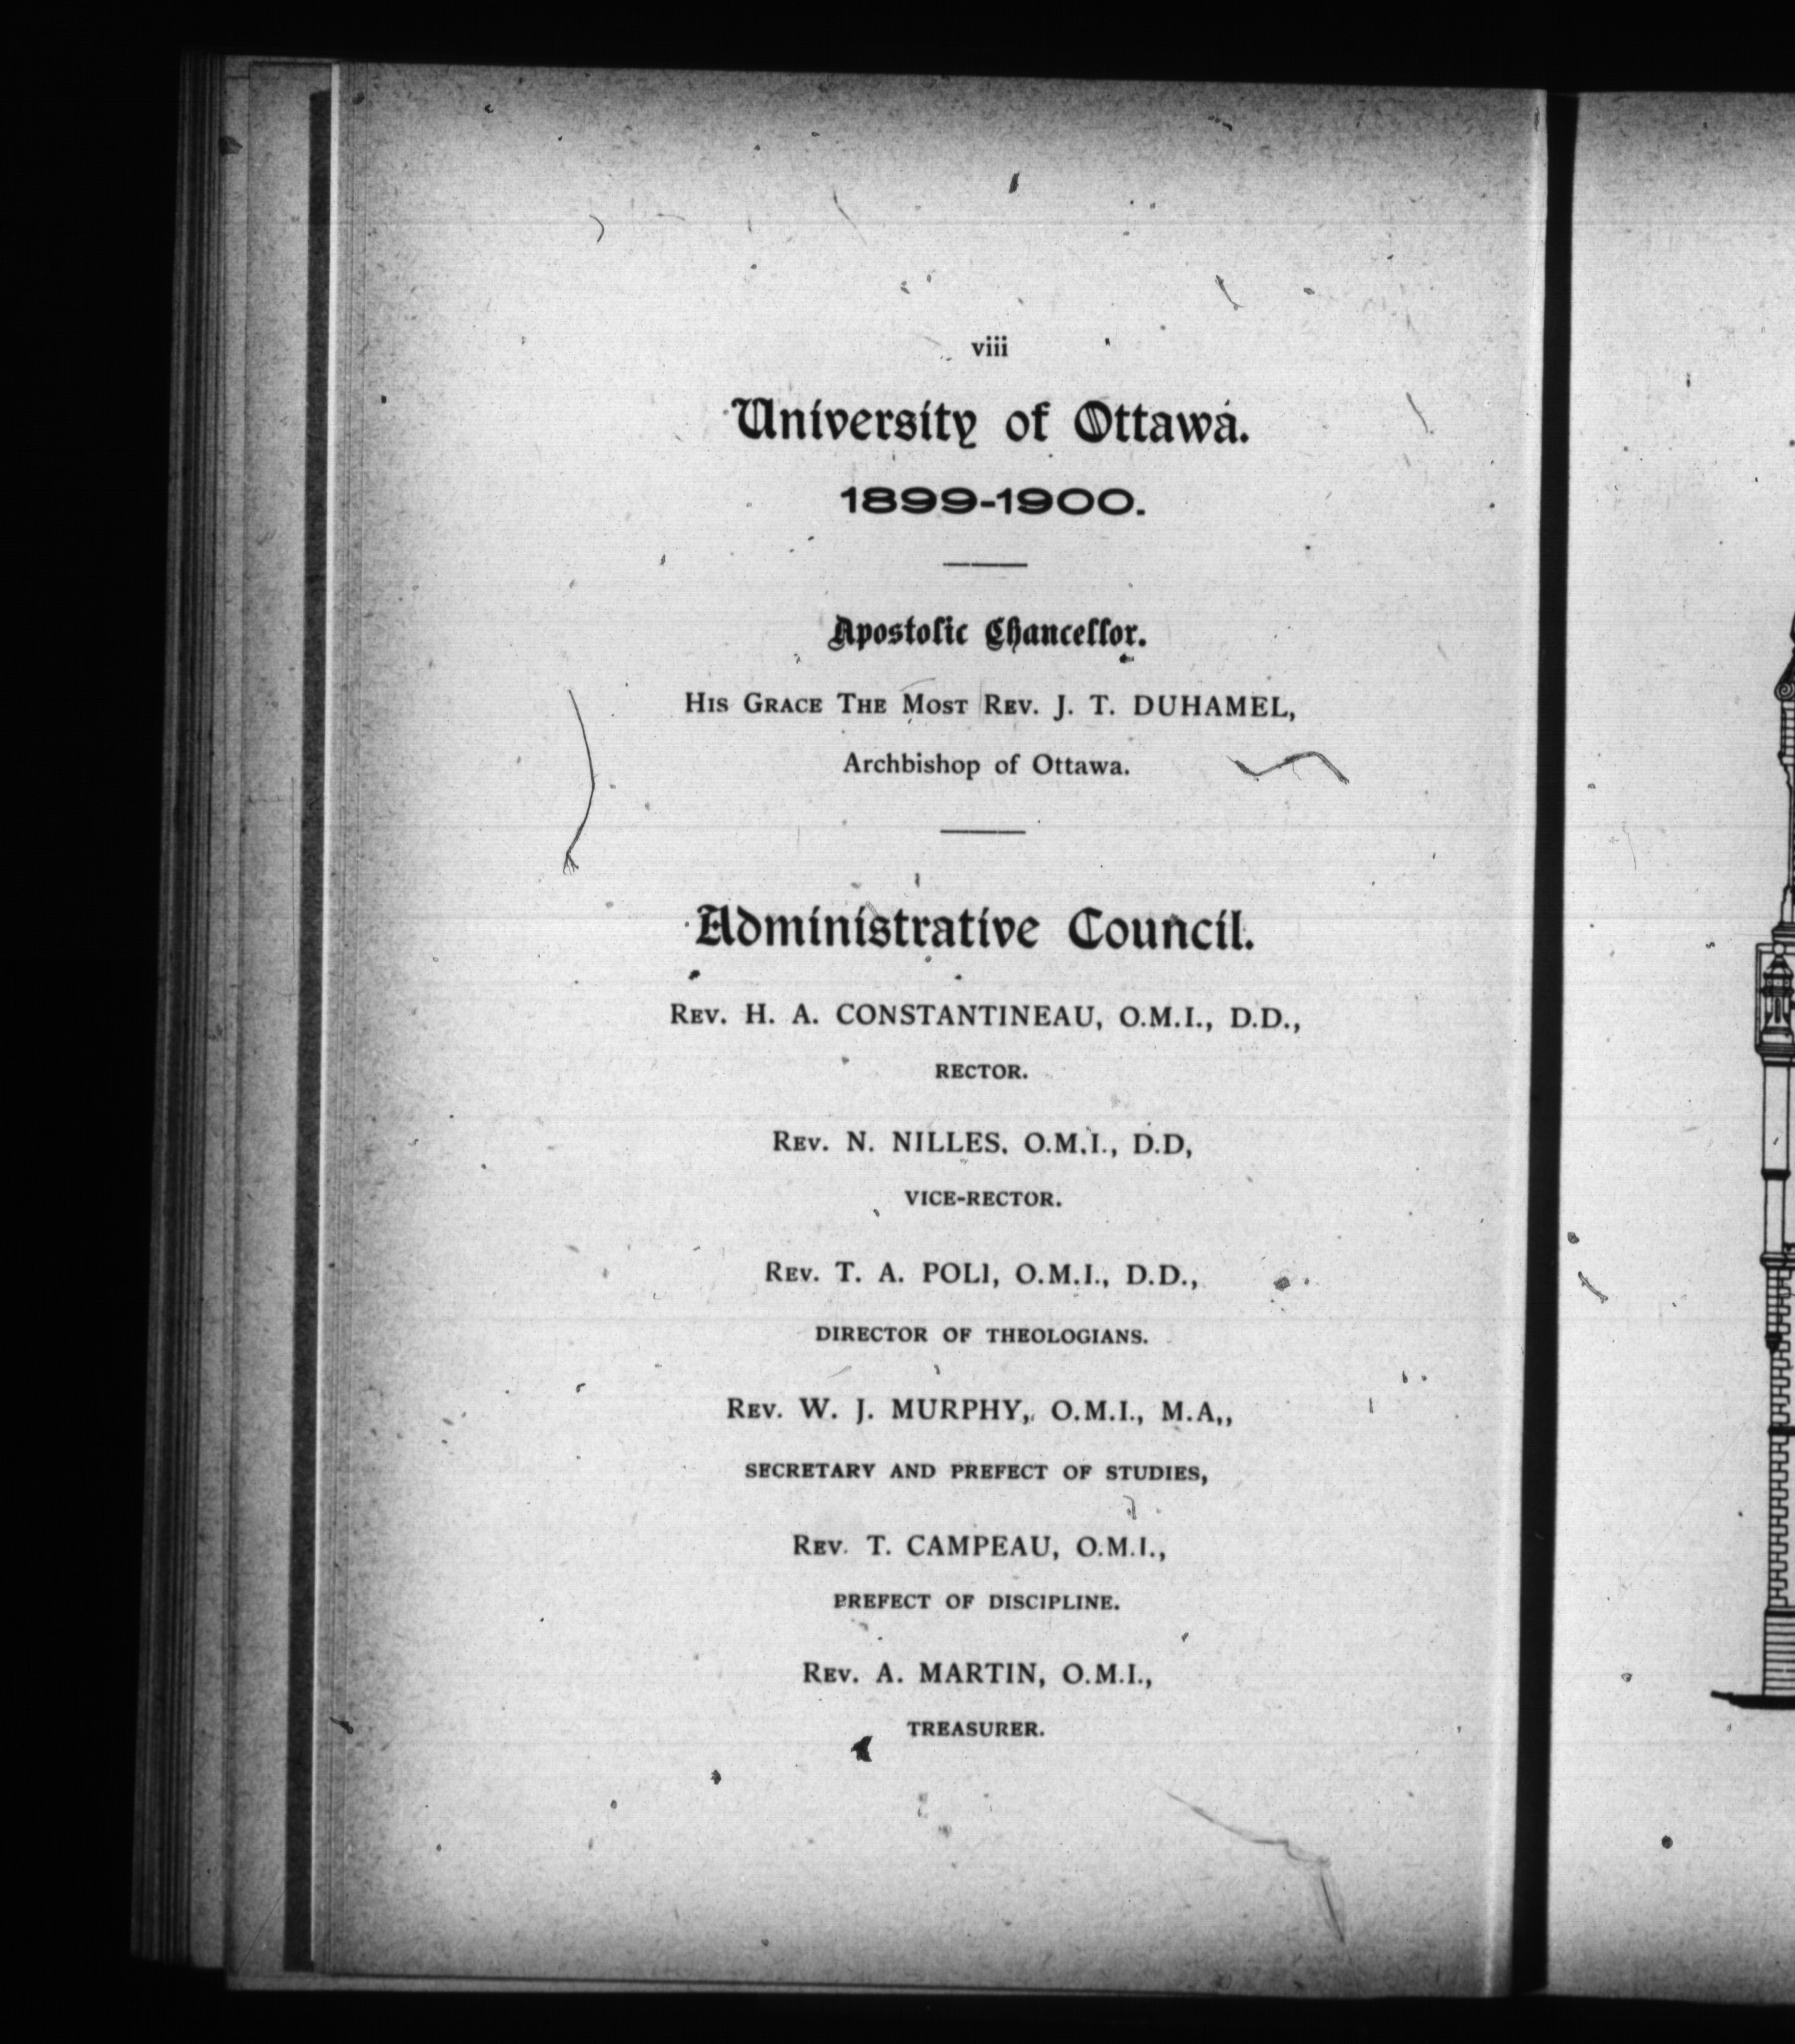 viii
University of Ottawa.
1899-1900.
Apostolic Chancellor.
His Grace The Most Rev. J. T. DUHAMEL,
Archbishop of Ottawa.
Administrative Council.
Rev. H. A. CONSTANTINEAU, O.M.I., D.D.,
RECTOR.
Rev. N. NILLES. O.M.I., D.D,
VICE-RECTOR.
Rev. T. A. POLI, O.M.I., D.D.,
DIRECTOR OF THEOLOGIANS.
Rev. W. J. MURPHY, O.M.I., M.A.,
SECRETARY AND PREFECT OF STUDIES,
Rev. T. CAMPEAU, O.M.I.,
PREFECT OF DISCIPLINE.
Rev. A. MARTIN, O.M.I.,
TREASURER.